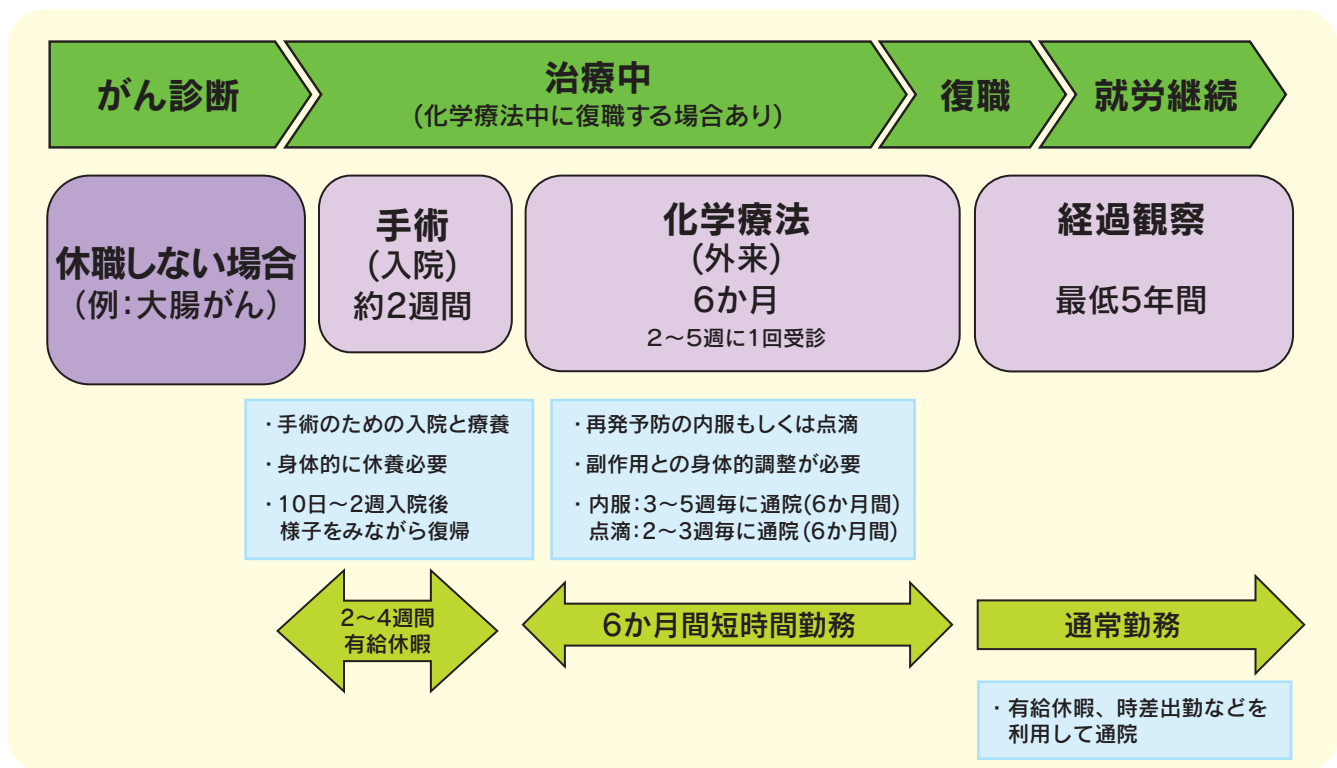 がん診断
治療中
(化学療法中に復職する場合あり)
復職
就労継続
休職しない場合
(例:大腸がん)
手術
(入院)
約2週間
化学療法
(外来)
6か月
2〜5週に1回受診
経過観察
最低5年間
・手術のための入院と療養
・身体的に休養必要
・10日〜2週入院後
様子をみながら復帰
・再発予防の内服もしくは点滴
・副作用との身体的調整が必要
・内服:3〜5週毎に通院(6か月間)
点滴:2〜3週毎に通院(6か月間)
2〜4週間
有給休暇
6か月間短時間勤務
通常勤務
・有給休暇、時差出勤などを
利用して通院